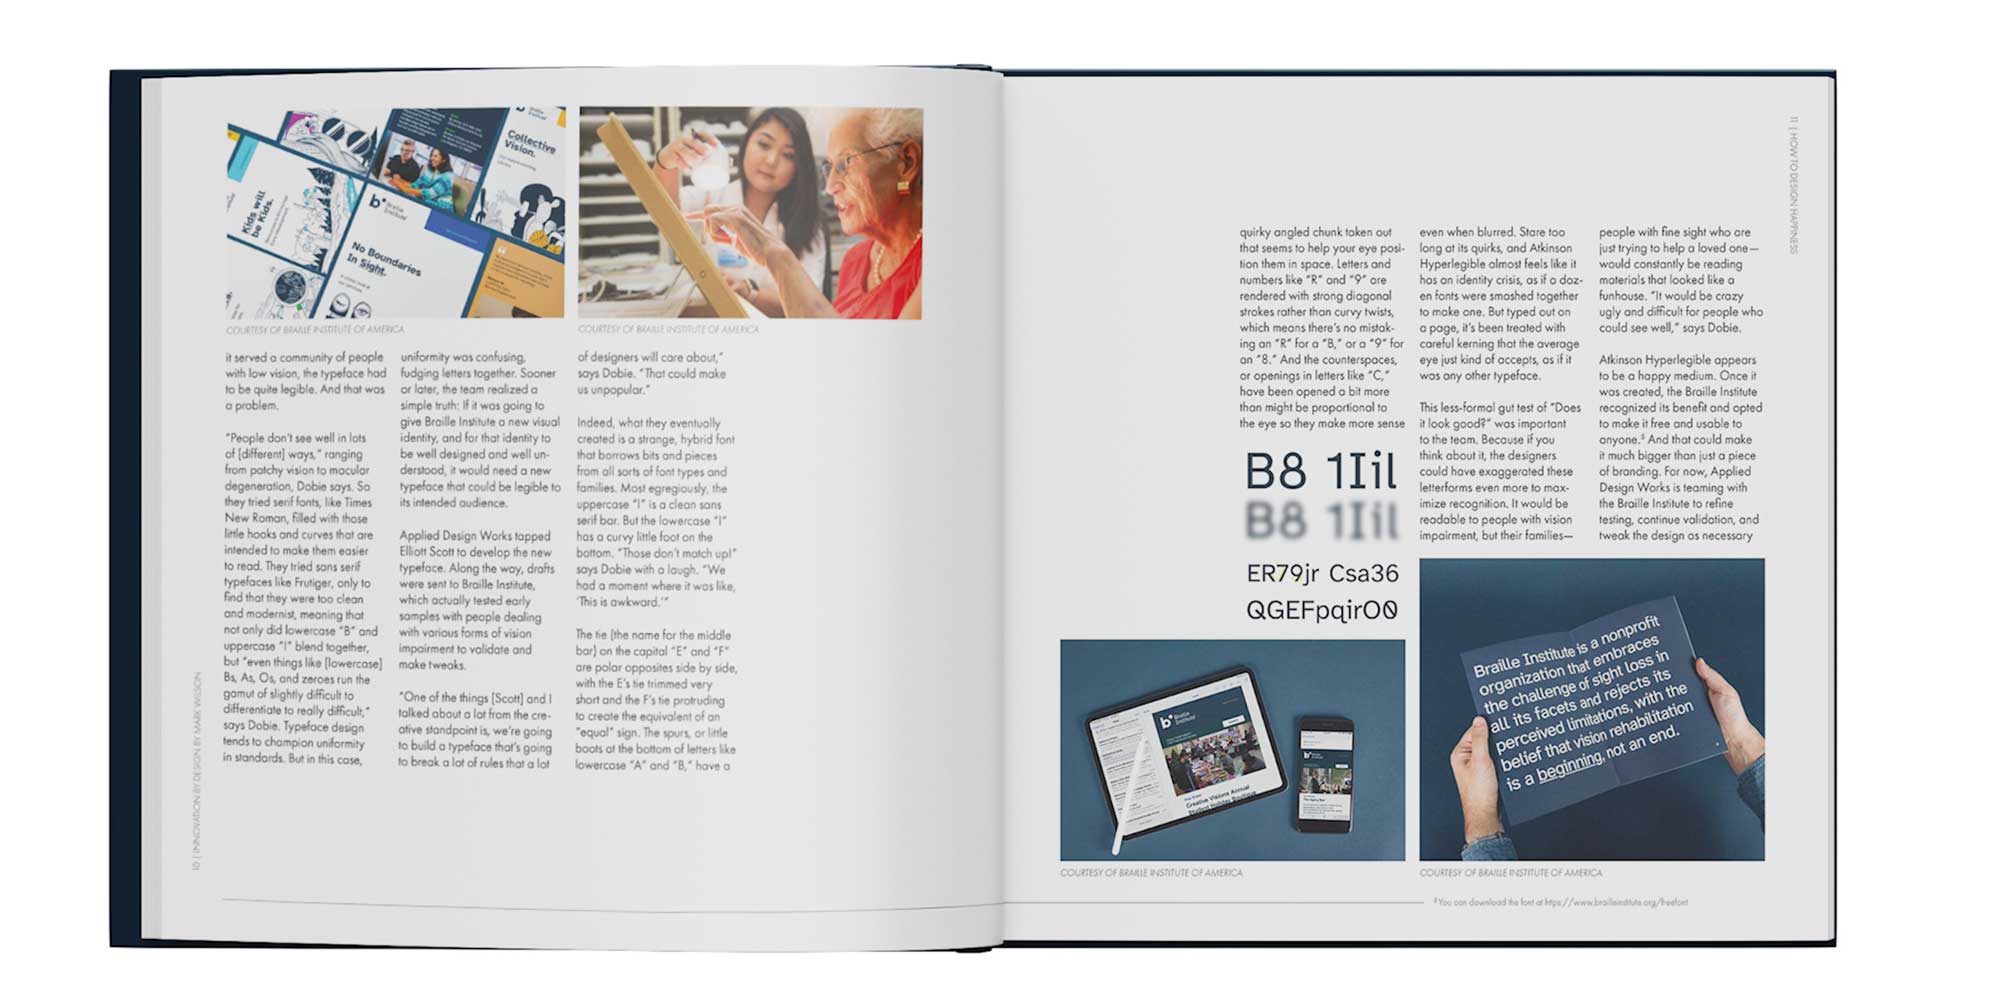 b• Braille Institute
Collective
Vision.
Kids will
be Kids.
b• Braille
Institute
No Boundaries
In Sight.
COURTESY OF BRAILLE INSTITUTE OF AMERICA
COURTESY OF BRAILLE INSTITUTE OF AMERICA
it served a community of people
with low vision, the typeface had
to be quite legible. And that was
a problem.
“People don’t see well in lots
of [different] ways,” ranging
from patchy vision to macular
degeneration, Dobie says. So
they tried serif fonts, like Times
New Roman, filled with those
little hooks and curves that are
intended to make them easier
to read. They tried sans serif
typefaces like Frutiger, only to
find that they were too clean
and modernist, meaning that
not only did lowercase “B” and
uppercase “I” blend together,
but “even things like [lowercase]
Bs, As, Os, and zeroes run the
gamut of slightly difficult to
differentiate to really difficult,”
says Dobie. Typeface design
tends to champion uniformity
in standards. But in this case,
uniformity was confusing,
fudging letters together. Sooner
or later, the team realized a
simple truth: If it was going to
give Braille Institute a new visual
identity, and for that identity to
be well designed and well un-
derstood, it would need a new
typeface that could be legible to
its intended audience.
Applied Design Works tapped
Elliott Scott to develop the new
typeface. Along the way, drafts
were sent to Braille Institute,
which actually tested early
samples with people dealing
with various forms of vision
impairment to validate and
make tweaks.
“One of the things [Scott] and I
talked about a lot from the cre-
ative standpoint is, we’re going
to build a typeface that’s going
to break a lot of rules that a lot
of designers will care about,”
says Dobie. “That could make
us unpopular.”
Indeed, what they eventually
created is a strange, hybrid font
that borrows bits and pieces
from all sorts of font types and
families. Most egregiously, the
uppercase “I” is a clean sans
serif bar. But the lowercase “I”
has a curvy little foot on the
bottom. “Those don’t match up!”
says Dobie with a laugh. “We
had a moment where it was like,
‘This is awkward.’”
The tie (the name for the middle
bar) on the capital “E” and “F”
are polar opposites side by side,
with the E’s tie trimmed very
short and the F’s tie protruding
to create the equivalent of an
“equal” sign. The spurs, or little
boots at the bottom of letters like
lowercase “A” and “B,” have a
10 | INNOVATION BY DESIGN BY MARK WILSON
11 | HOW TO DESIGN HAPPINESS
quirky angled chunk taken out
that seems to help your eye posi-
tion them in space. Letters and
numbers like “R” and “9” are
rendered with strong diagonal
strokes rather than curvy twists,
which means there’s no mistak-
ing an “R” for a “B,” or a “9” for
an “8.” And the counterspaces,
or openings in letters like “C,”
have been opened a bit more
than might be proportional to
the eye so they make more sense
B8 1Iil
B8 1Iil
ER79jr Csa36
QGEFpqirO0
even when blurred. Stare too
long at its quirks, and Atkinson
Hyperlegible almost feels like it
has an identity crisis, as if a doz-
en fonts were smashed together
to make one. But typed out on
a page, it’s been treated with
careful kerning that the average
eye just kind of accepts, as if it
was any other typeface.
This less-formal gut test of “Does
it look good?” was important
to the team. Because if you
think about it, the designers
could have exaggerated these
letterforms even more to max-
imize recognition. It would be
readable to people with vision
impairment, but their families—
people with fine sight who are
just trying to help a loved one—
would constantly be reading
materials that looked like a
funhouse. “It would be crazy
ugly and difficult for people who
could see well,” says Dobie.
Atkinson Hyperlegible appears
to be a happy medium. Once it
was created, the Braille Institute
recognized its benefit and opted
to make it free and usable to
anyone.⁵ And that could make
it much bigger than just a piece
of branding. For now, Applied
Design Works is teaming with
the Braille Institute to refine
testing, continue validation, and
tweak the design as necessary
b• Braille
Institute
Creative Visions Annual
Student Holiday Boutique
Braille Institute is a nonprofit
organization that embraces
the challenge of sight loss in
all its facets and rejects its
perceived limitations, with the
belief that vision rehabilitation
is a beginning, not an end.
COURTESY OF BRAILLE INSTITUTE OF AMERICA
COURTESY OF BRAILLE INSTITUTE OF AMERICA
⁵You can download the font at https://www.brailleinstitute.org/freefont